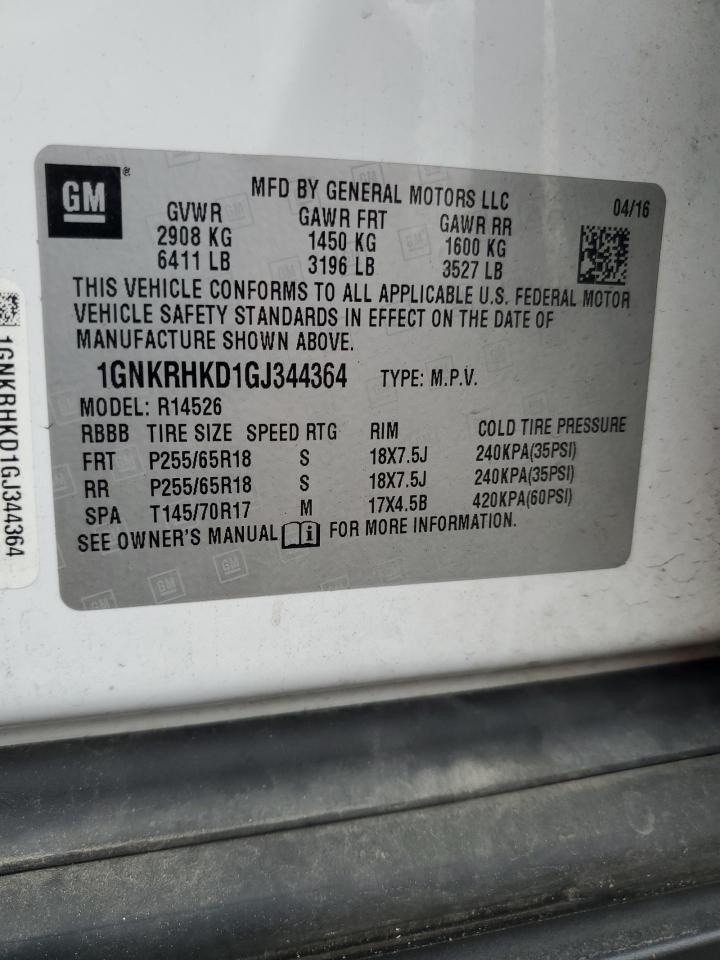 GM
MFD BY GENERAL MOTORS LLC
04/16
GVWR GAWR FRT GAWR RR
2908 KG 1450 KG 1600 KG
6411 LB 3196 LB 3527 LB
THIS VEHICLE CONFORMS TO ALL APPLICABLE U.S. FEDERAL MOTOR
VEHICLE SAFETY STANDARDS IN EFFECT ON THE DATE OF
MANUFACTURE SHOWN ABOVE.
1GNKRHKD1GJ344364 TYPE: M.P.V.
MODEL: R14526
RBBB TIRE SIZE SPEED RTG RIM COLD TIRE PRESSURE
FRT P255/65R18 S 18X7.5J 240KPA(35PSI)
RR P255/65R18 S 18X7.5J 240KPA(35PSI)
SPA T145/70R17 M 17X4.5B 420KPA(60PSI)
SEE OWNER'S MANUAL FOR MORE INFORMATION.
1GNKRHKD1GJ344364